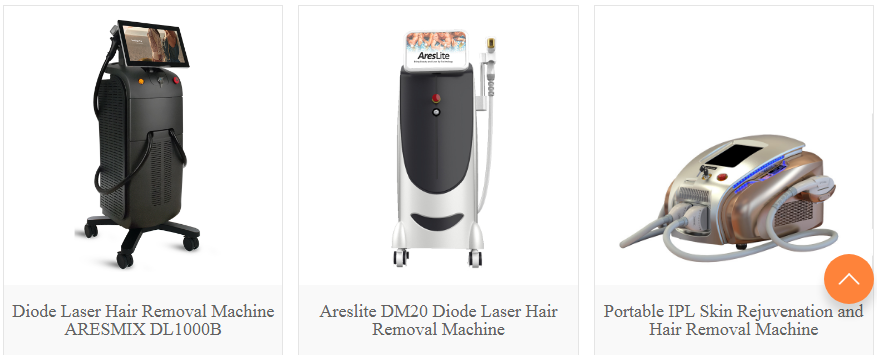 AresLite
Diode Laser Hair Removal Machine
ARESMIX DL1000B
Areslite DM20 Diode Laser Hair
Removal Machine
Portable IPL Skin Rejuvenation and
Hair Removal Machine